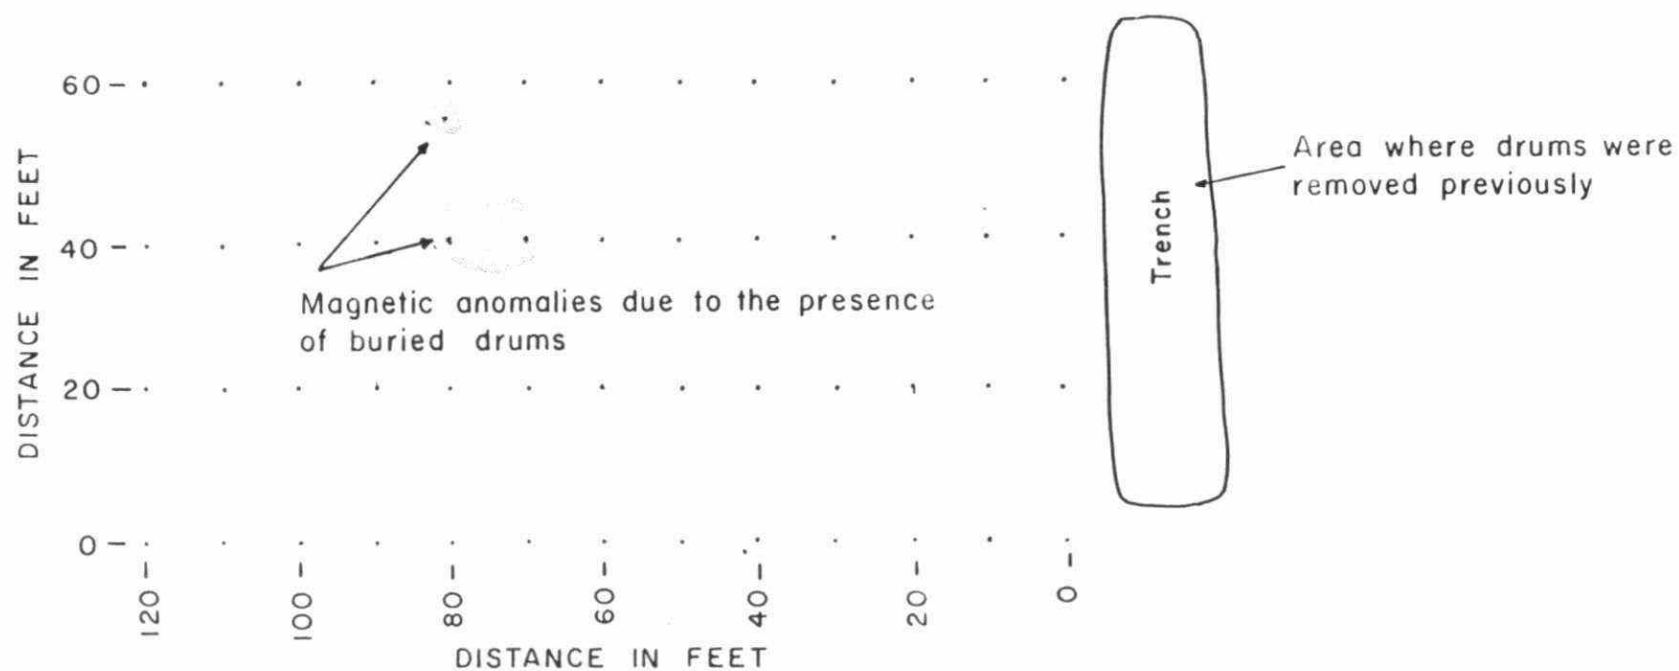 60
40
20
0
DISTANCE IN FEET
Magnetic anomalies due to the presence
of buried drums
Trench
Area where drums were
removed previously
120
100
80
60
40
20
0
DISTANCE IN FEET